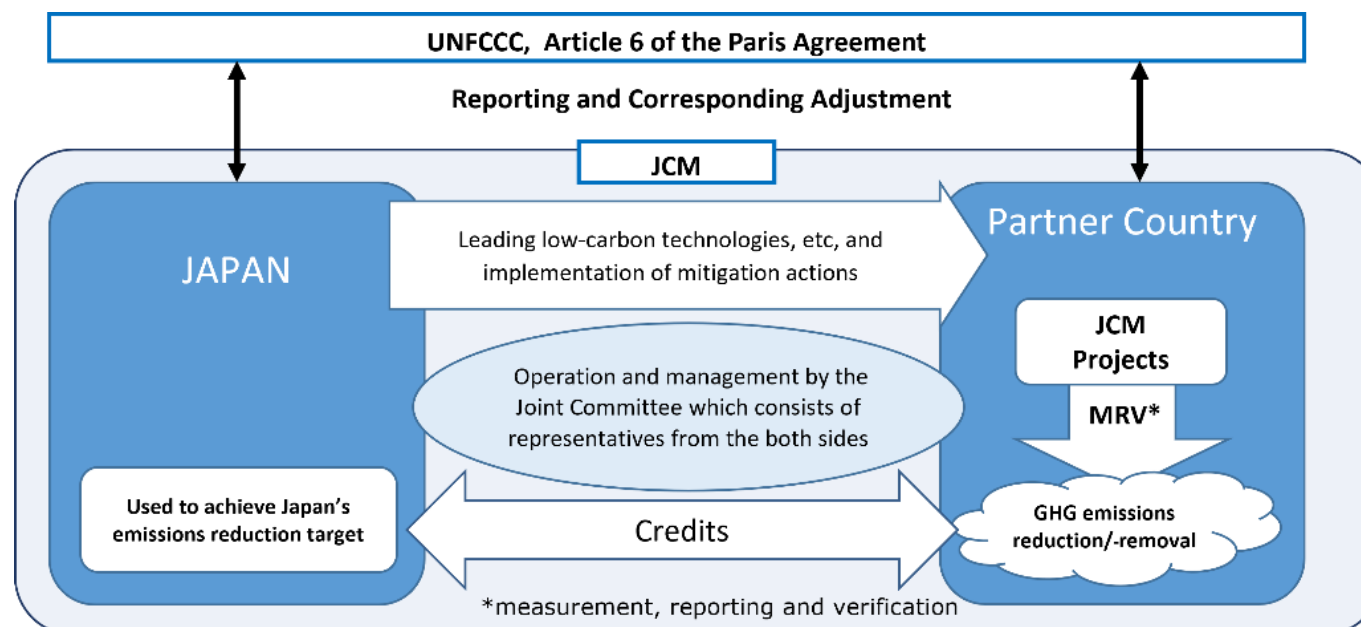 UNFCCC, Article 6 of the Paris Agreement
Reporting and Corresponding Adjustment
JCM
JAPAN
Leading low-carbon technologies, etc, and
implementation of mitigation actions
Partner Country
JCM
Projects
MRV*
Operation and management by the
Joint Committee which consists of
representatives from the both sides
Used to achieve Japan's
emissions reduction target
Credits
GHG emissions
reduction/-removal
*measurement, reporting and verification